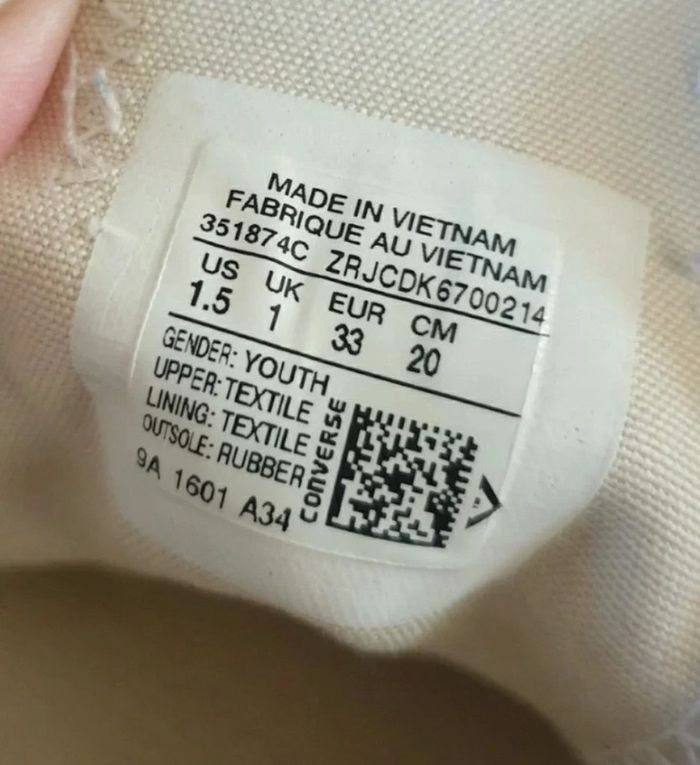 MADE IN VIETNAM
FABRIQUE AU VIETNAM
351874C ZRJCDK6700214
US UK EUR CM
1.5 1 33 20
GENDER: YOUTH
UPPER: TEXTILE
LINING: TEXTILE
OUTSOLE: RUBBER
9A 1601 A34
CONVERSE